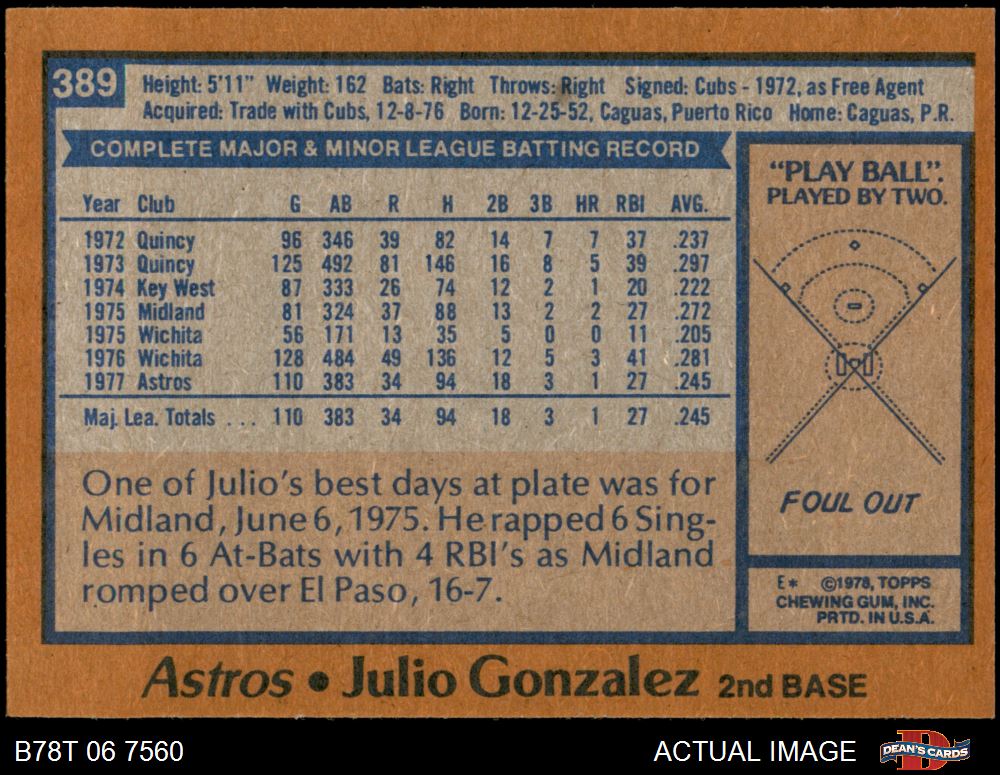 389
Height: 5'11" Weight: 162 Bats: Right Throws: Right Signed: Cubs - 1972, as Free Agent
Acquired: Trade with Cubs, 12-8-76 Born: 12-25-52, Caguas, Puerto Rico Home: Caguas, P.R.
COMPLETE MAJOR & MINOR LEAGUE BATTING RECORD
Year Club G AB R H 2B 3B HR RBI AVG.
1972 Quincy 96 346 39 82 14 7 7 37 .237
1973 Quincy 125 492 81 146 16 8 5 39 .297
1974 Key West 87 333 26 74 12 2 1 20 .222
1975 Midland 81 324 37 88 13 2 2 27 .272
1975 Wichita 56 171 13 35 5 0 0 11 .205
1976 Wichita 128 484 49 136 12 5 3 41 .281
1977 Astros 110 383 34 94 18 3 1 27 .245
Maj. Lea. Totals . . . 110 383 34 94 18 3 1 27 .245
One of Julio's best days at plate was for
Midland, June 6, 1975. He rapped 6 Sing-
les in 6 At-Bats with 4 RBI's as Midland
romped over El Paso, 16-7.
"PLAY BALL".
PLAYED BY TWO.
FOUL OUT
E* ©1978, TOPPS
CHEWING GUM, INC.
PRTD. IN U.S.A.
Astros • Julio Gonzalez 2nd BASE
B78T 06 7560
ACTUAL IMAGE
D
DEAN'S CARDS